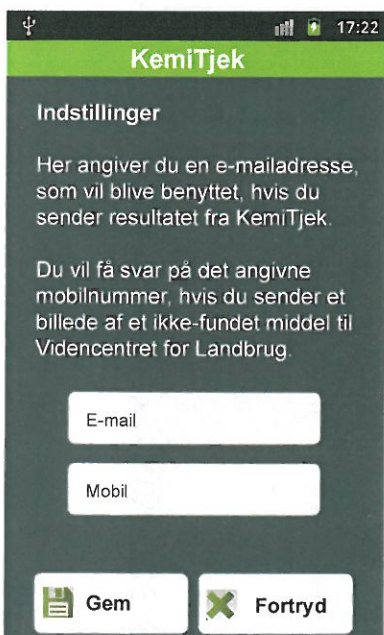 17:22
KemiTjek
Indstillinger
Her angiver du en e-mailadresse,
som vil blive benyttet, hvis du
sender resultatet fra KemiTjek.
Du vil få svar på det angivne
mobilnummer, hvis du sender et
billede af et ikke-fundet middel til
Videncentret for Landbrug.
E-mail
Mobil
Gem
Fortryd